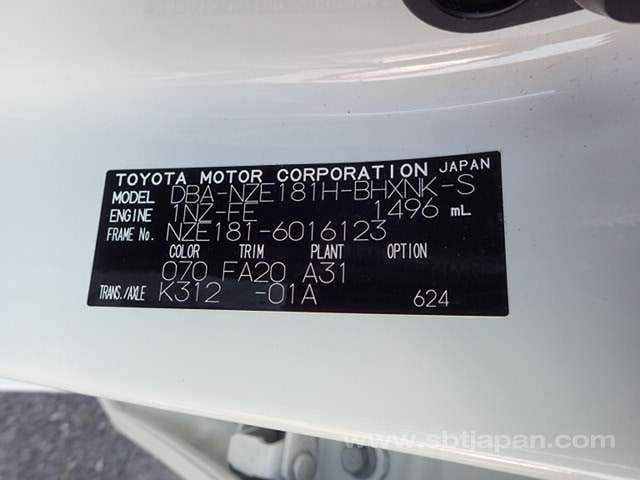 TOYOTA MOTOR CORPORATION JAPAN
MODEL DBA-NZE181H-BHXNK-S
ENGINE 1NZ-FE 1496 mL
FRAME No. NZE181-6016123
COLOR TRIM PLANT OPTION
070 FA20 A31
TRANS./AXLE K312 -01A 624
www.sbtjapan.com